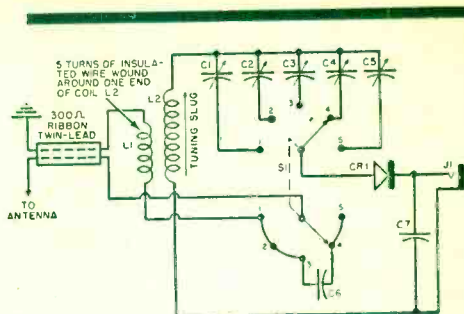 5 TURNS OF INSULA-
TED WIRE WOUND
AROUND ONE END
OF COIL L2
C1
C2
C3
C4
C5
L2
TUNING SLUG
300Ω
RIBBON
TWIN-LEAD
L1
TO
ANTENNA
1
2
3
4
5
S1
CR1
J1
C7
1
2
3
4
5
C6